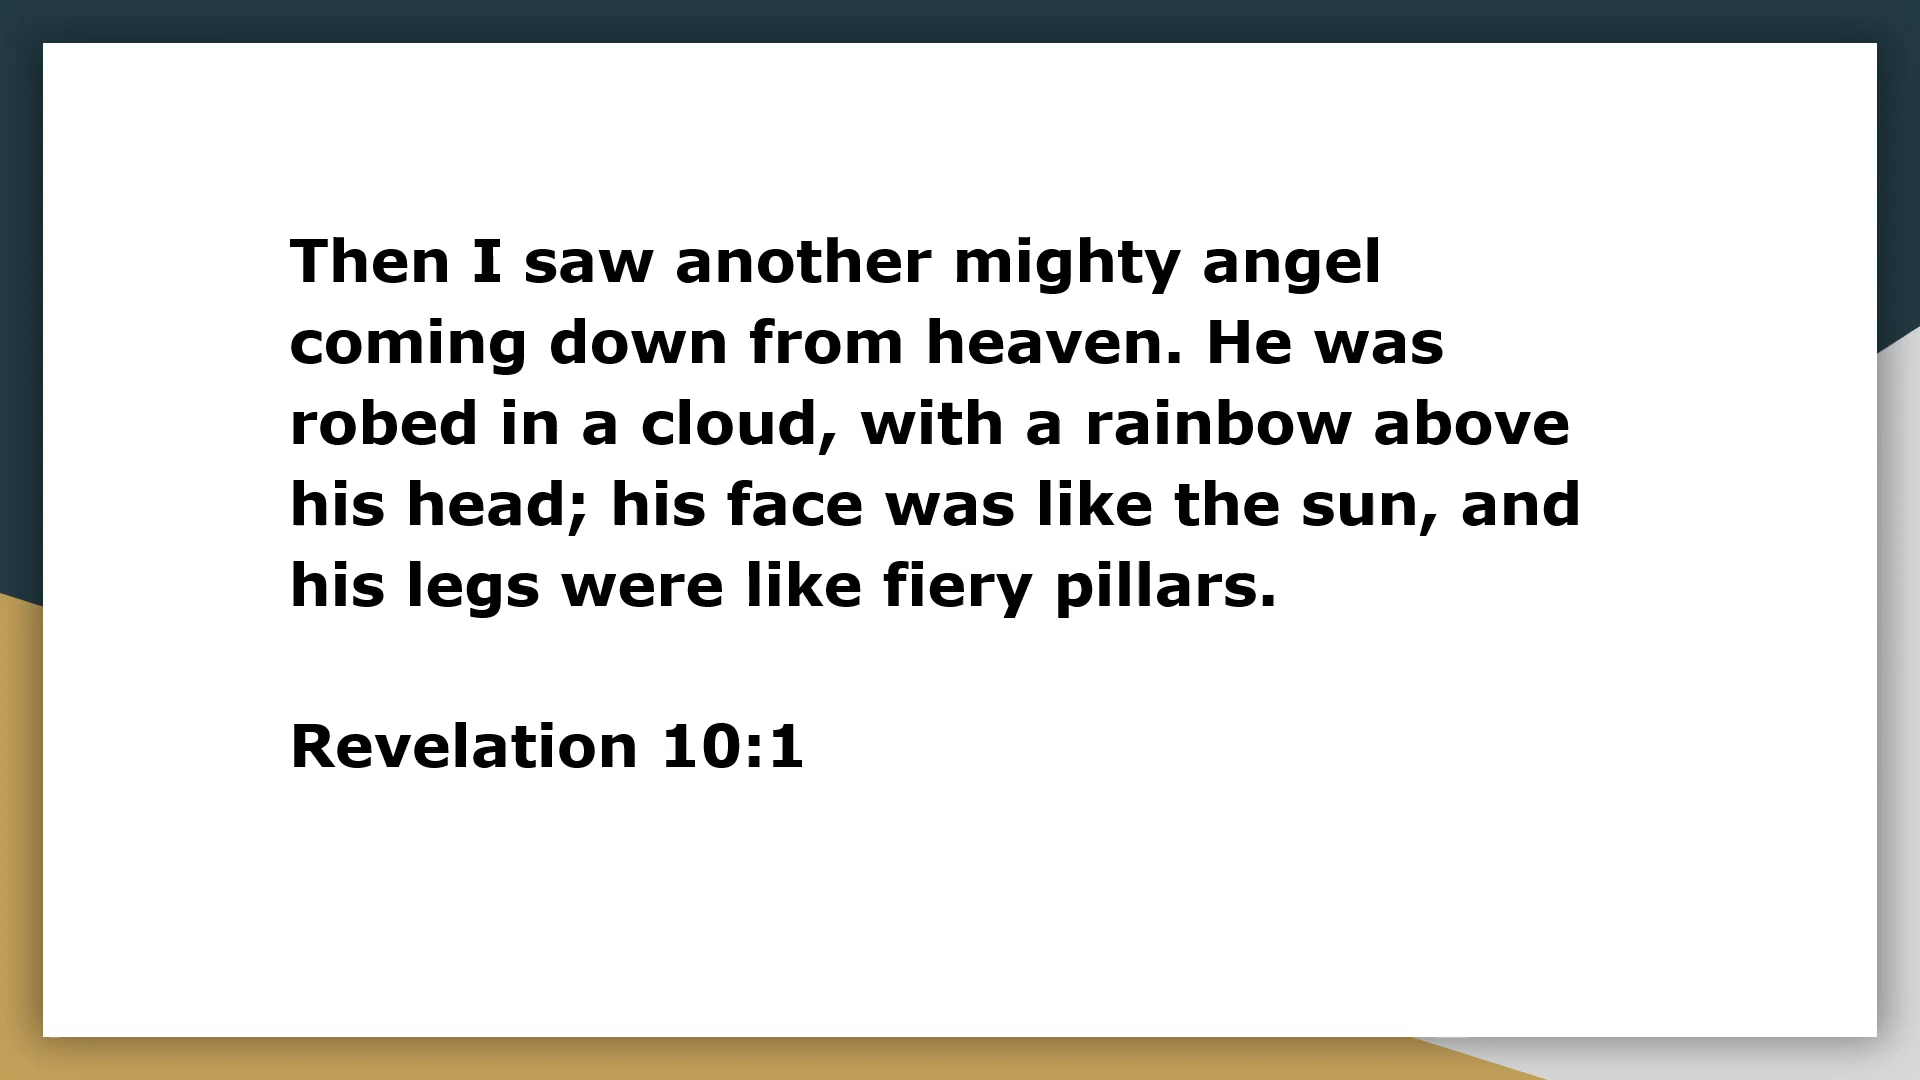 Then I saw another mighty angel
coming down from heaven. He was
robed in a cloud, with a rainbow above
his head; his face was like the sun, and
his legs were like fiery pillars.
Revelation 10:1